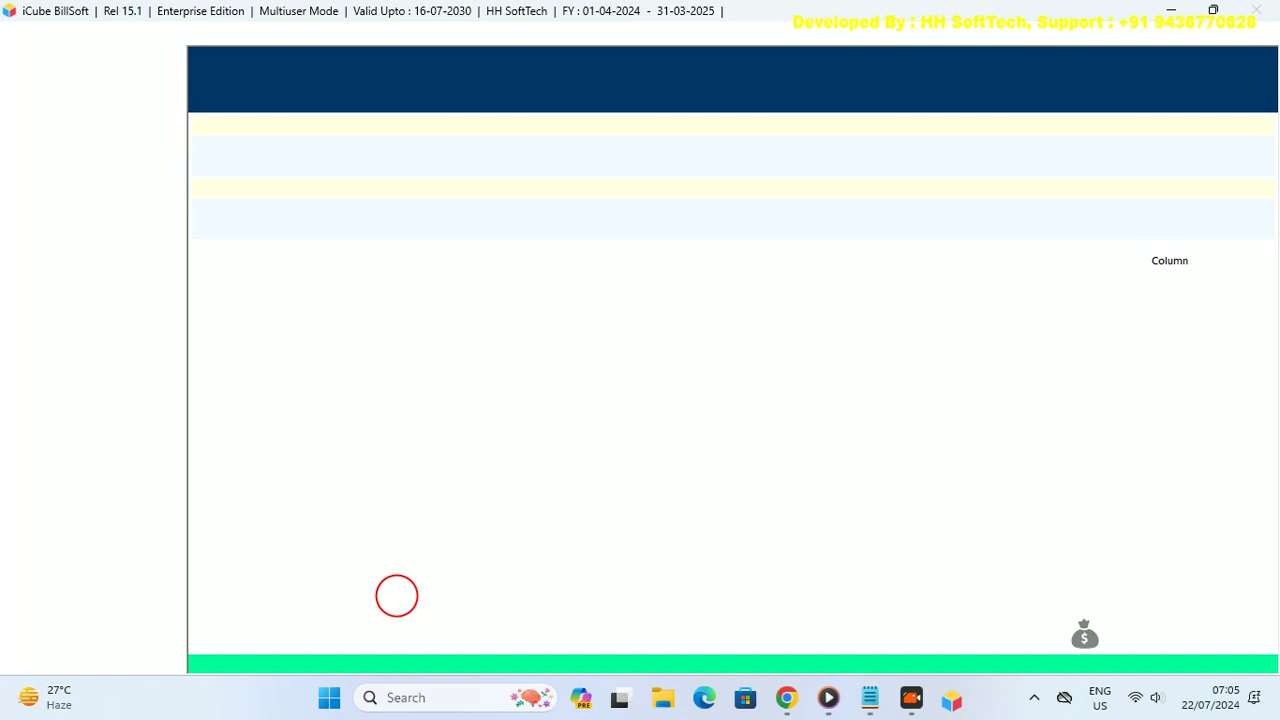 iCube BillSoft | Rel 15.1 | Enterprise Edition | Multiuser Mode | Valid Upto : 16-07-2030 | HH SoftTech | FY : 01-04-2024 - 31-03-2025 |
Developed By : HH SoftTech, Support : +91 9438770828
Column
27°C
Haze
Search
PRE
ENG
US
07:05
22/07/2024